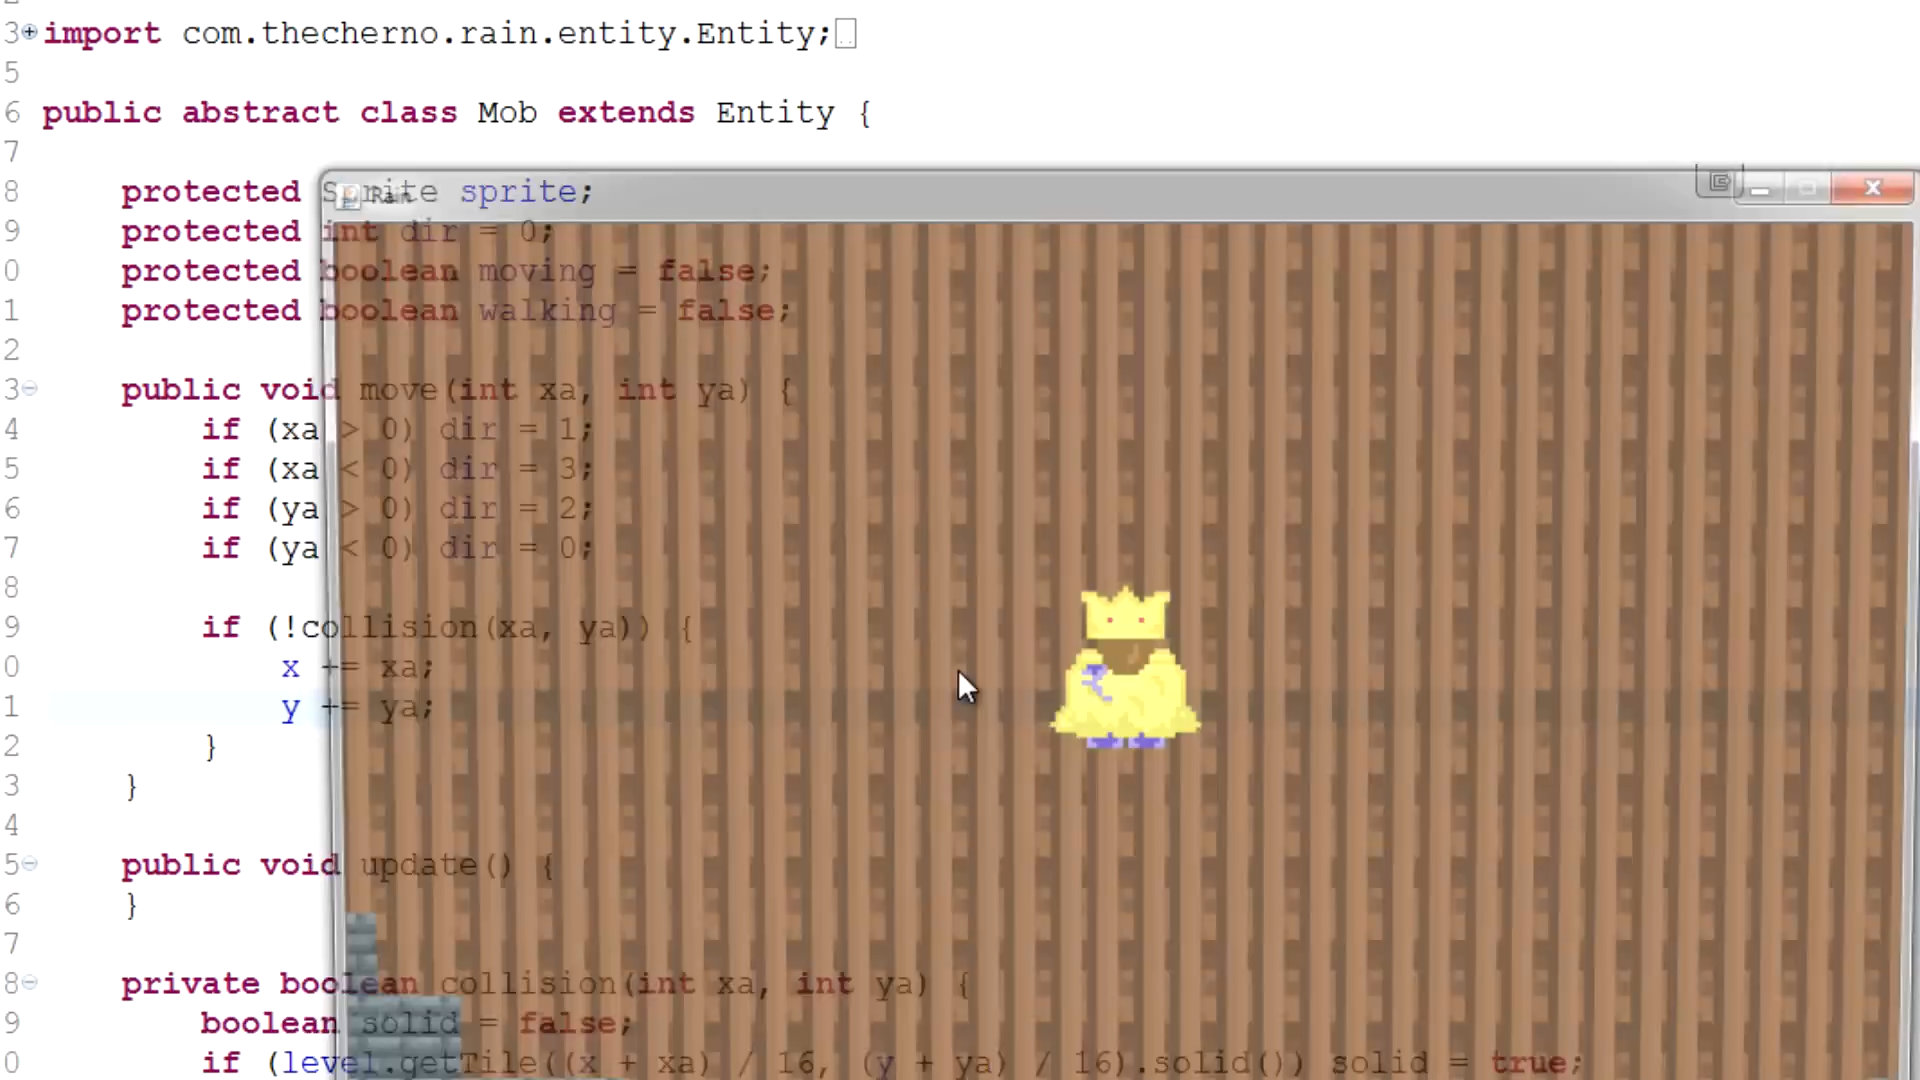 3 import com.thecherno.rain.entity.Entity;
5
6 public abstract class Mob extends Entity {
7
8 protected Sprite sprite;
Rain
9 protected int dir = 0;
0 protected boolean moving = false;
1 protected boolean walking = false;
2
3 public void move(int xa, int ya) {
4 if (xa > 0) dir = 1;
5 if (xa < 0) dir = 3;
6 if (ya > 0) dir = 2;
7 if (ya < 0) dir = 0;
8
9 if (!collision(xa, ya)) {
0 x += xa;
1 y += ya;
2 }
3 }
4
5 public void update() {
6 }
7
8 private boolean collision(int xa, int ya) {
9 boolean solid = false;
0 if (level.getTile((x + xa) / 16, (y + ya) / 16).solid()) solid = true;